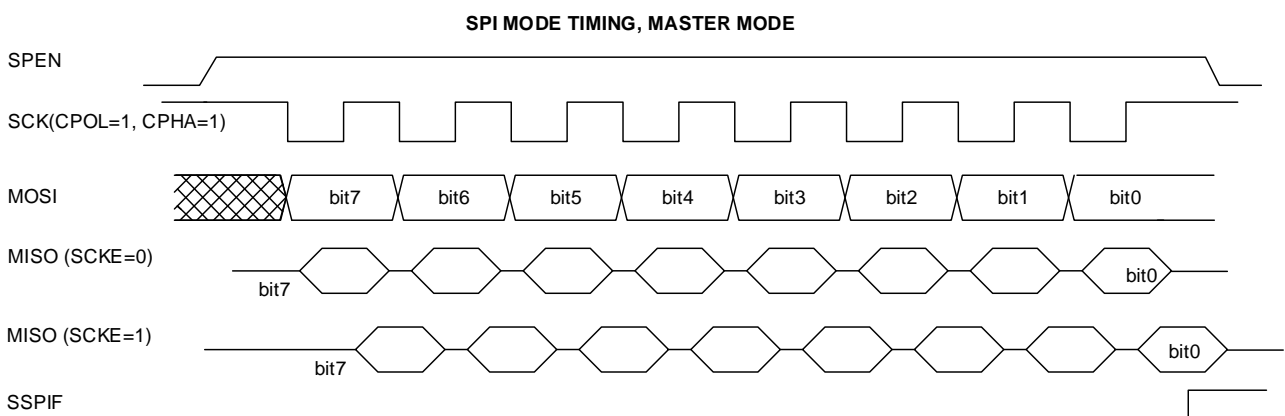 SPI MODE TIMING, MASTER MODE
SPEN
SCK(CPOL=1, CPHA=1)
MOSI bit7 bit6 bit5 bit4 bit3 bit2 bit1 bit0
MISO (SCKE=0)
bit7 bit0
MISO (SCKE=1)
bit7 bit0
SSPIF